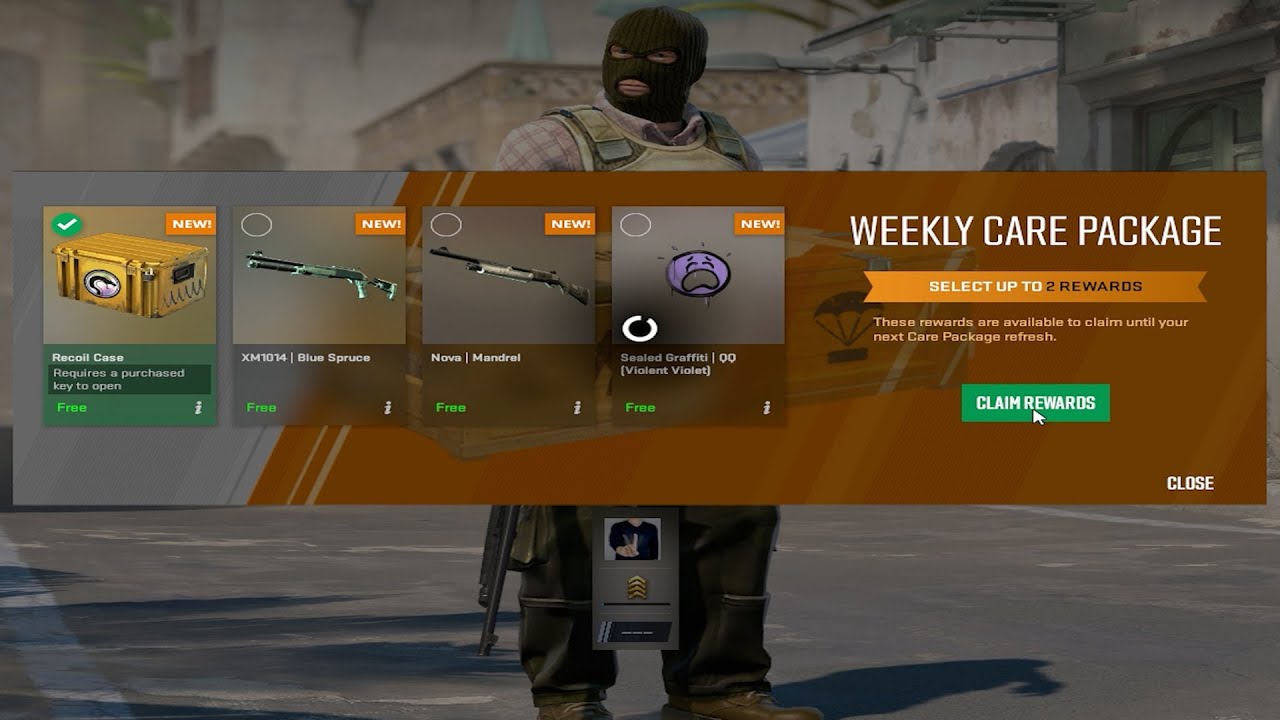 NEW!
NEW!
NEW!
NEW!
Recoil Case
Requires a purchased
key to open
Free
i
XM1014 | Blue Spruce
Free
i
Nova | Mandrel
Free
i
Sealed Graffiti | QQ
(Violent Violet)
Free
i
WEEKLY CARE PACKAGE
SELECT UP TO 2 REWARDS
These rewards are available to claim until your
next Care Package refresh.
CLAIM REWARDS
CLOSE